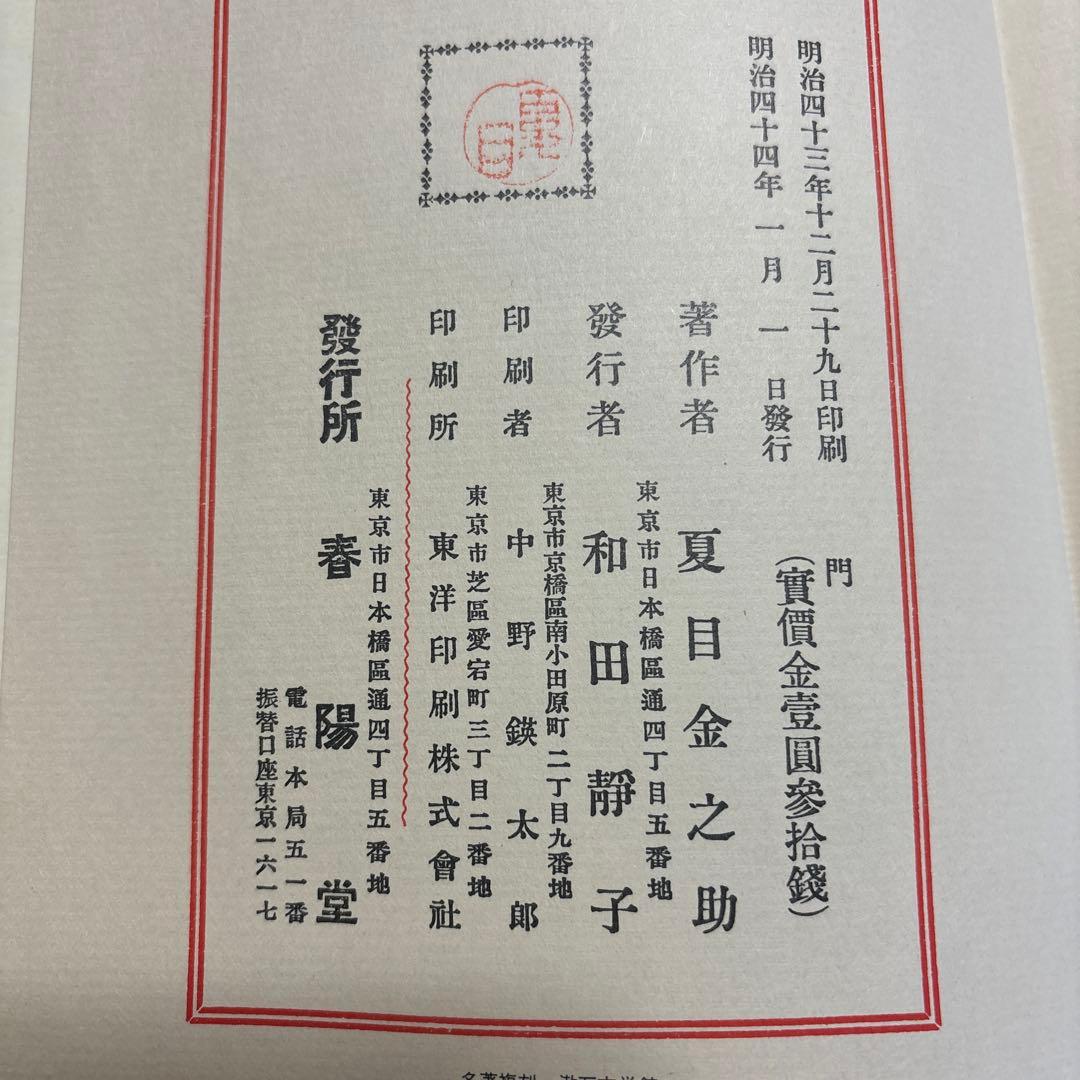 明治四十三年十二月二十九日印刷
明治四十四年一月一日發行
門
(實價金壹圓參拾錢)
著作者 夏目金之助
東京市日本橋區通四丁目五番地
發行者 和田靜子
東京市京橋區南小田原町二丁目九番地
印刷者 中野鍈太郎
東京市芝區愛宕町三丁目二番地
印刷所 東洋印刷株式會社
東京市日本橋區通四丁目五番地
發行所 春陽堂
電話本局五一番
振替口座東京一六一七
夏目